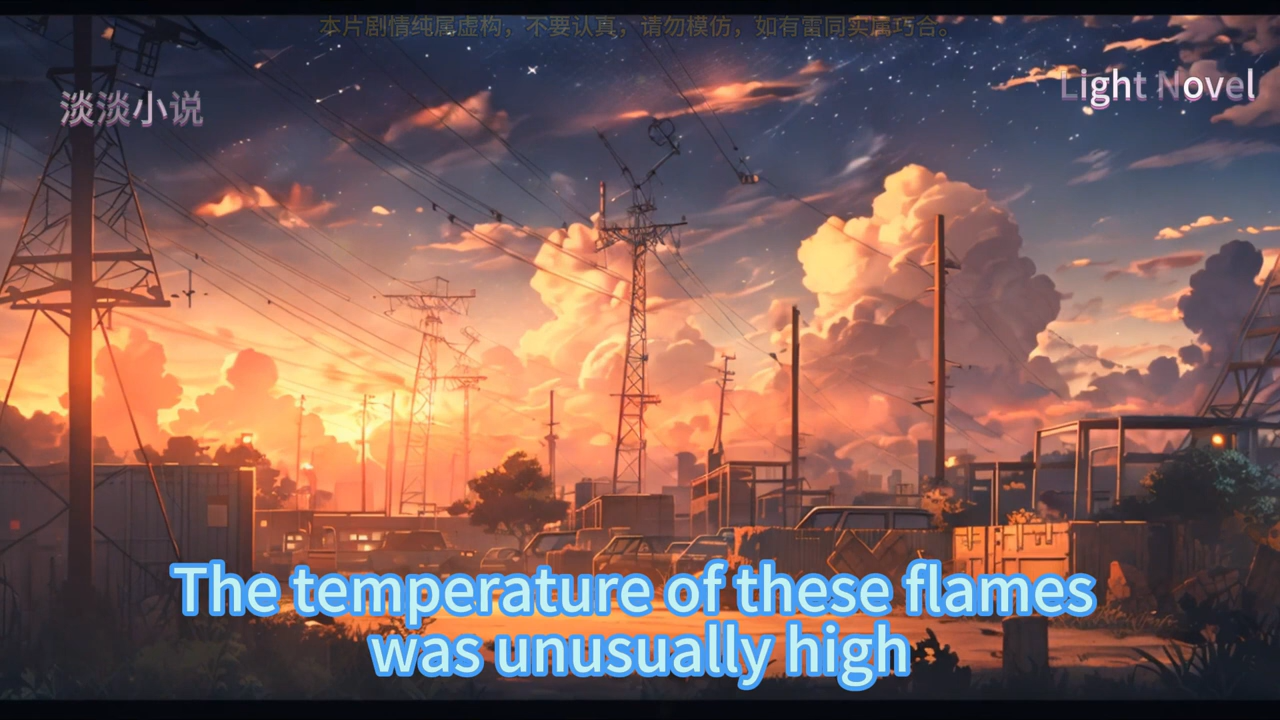 本片剧情纯属虚构，不要认真，请勿模仿，如有雷同实属巧合。
淡淡小说
Light Novel
The temperature of these flames
was unusually high